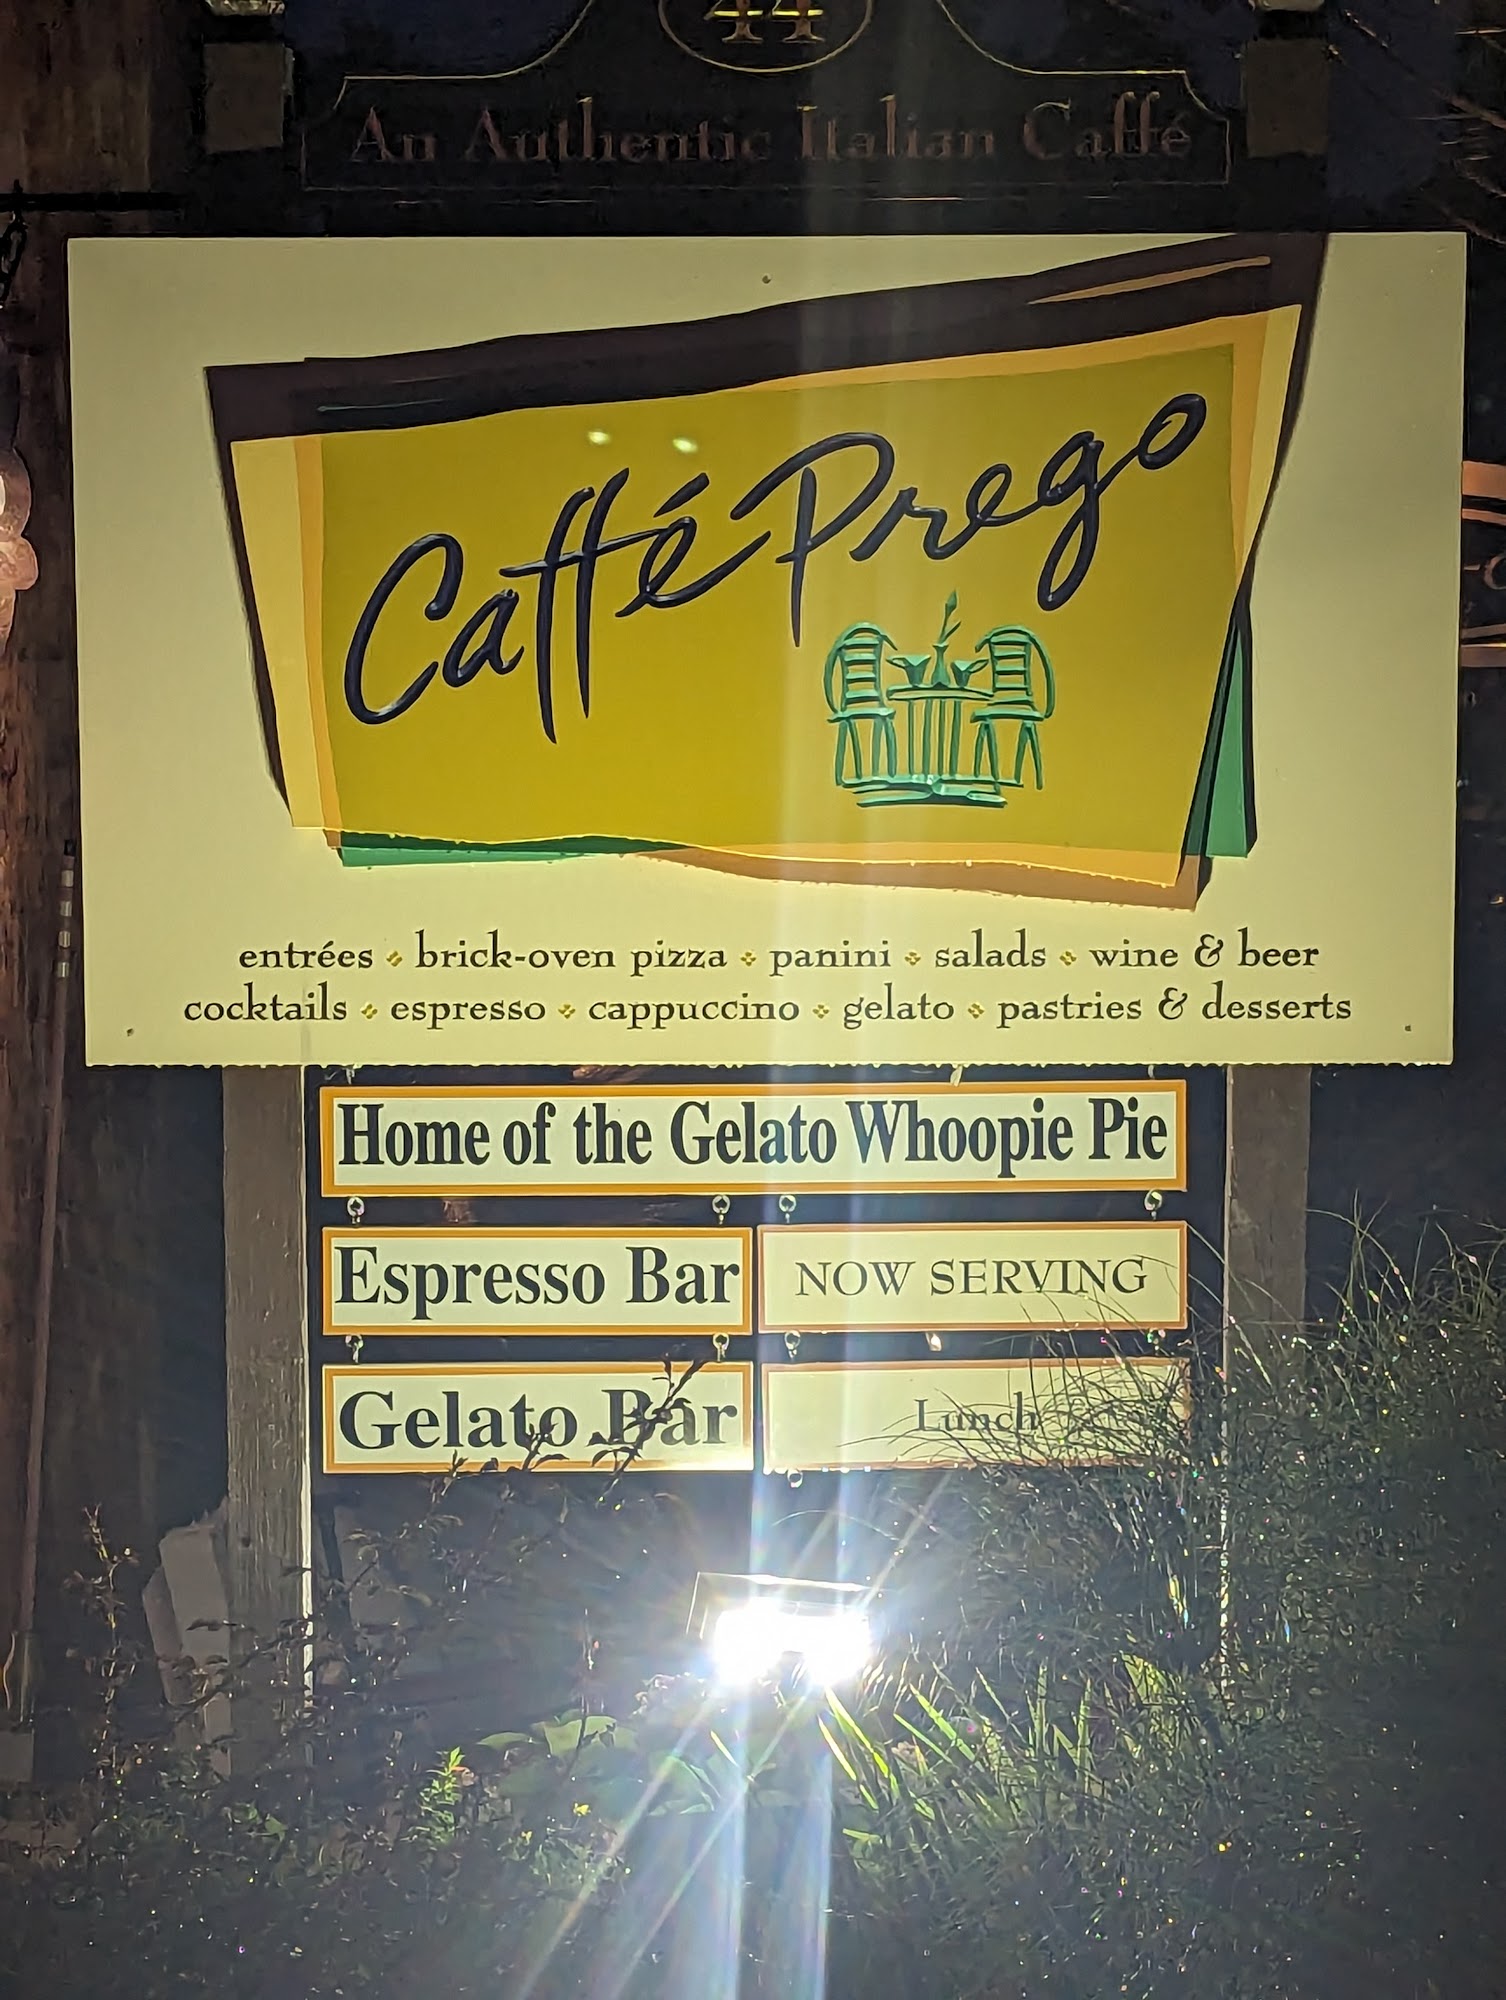 44
An Authentic Italian Caffé
Caffé Prego
entrées brick-oven pizza panini salads wine & beer
cocktails espresso cappuccino gelato pastries & desserts
Home of the Gelato Whoopie Pie
Espresso Bar
NOW SERVING
Gelato Bar
Lunch